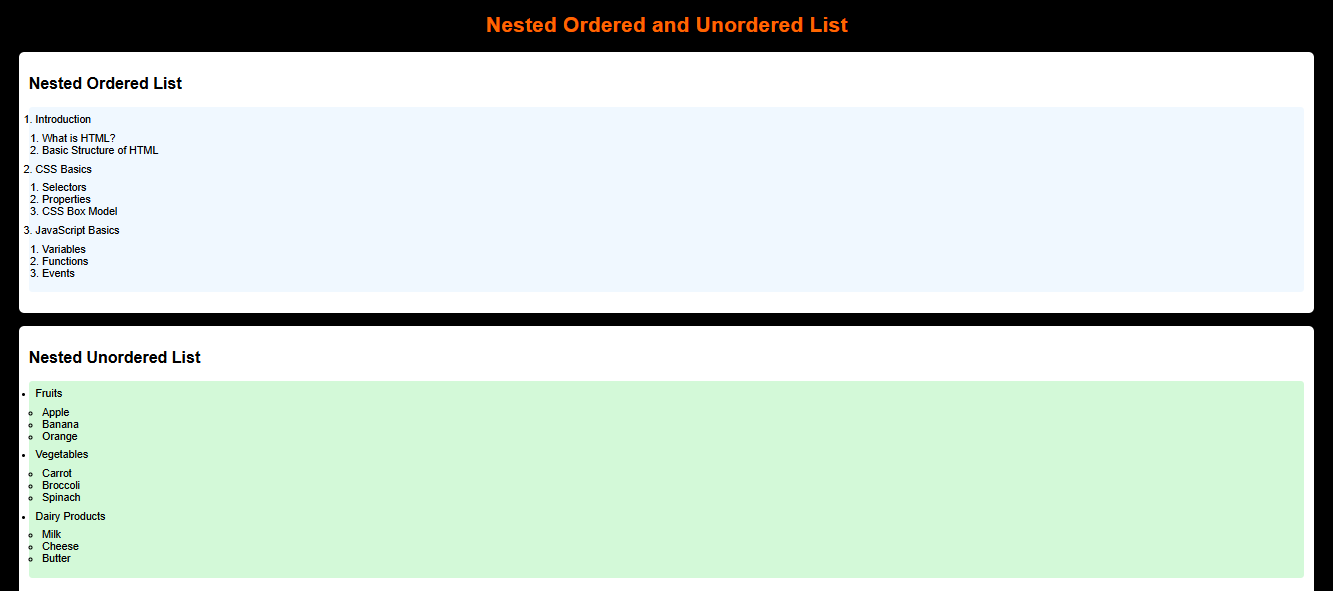 Nested Ordered and Unordered List
Nested Ordered List
1. Introduction
1. What is HTML?
2. Basic Structure of HTML
2. CSS Basics
1. Selectors
2. Properties
3. CSS Box Model
3. JavaScript Basics
1. Variables
2. Functions
3. Events
Nested Unordered List
• Fruits
◦ Apple
◦ Banana
◦ Orange
• Vegetables
◦ Carrot
◦ Broccoli
◦ Spinach
• Dairy Products
◦ Milk
◦ Cheese
◦ Butter